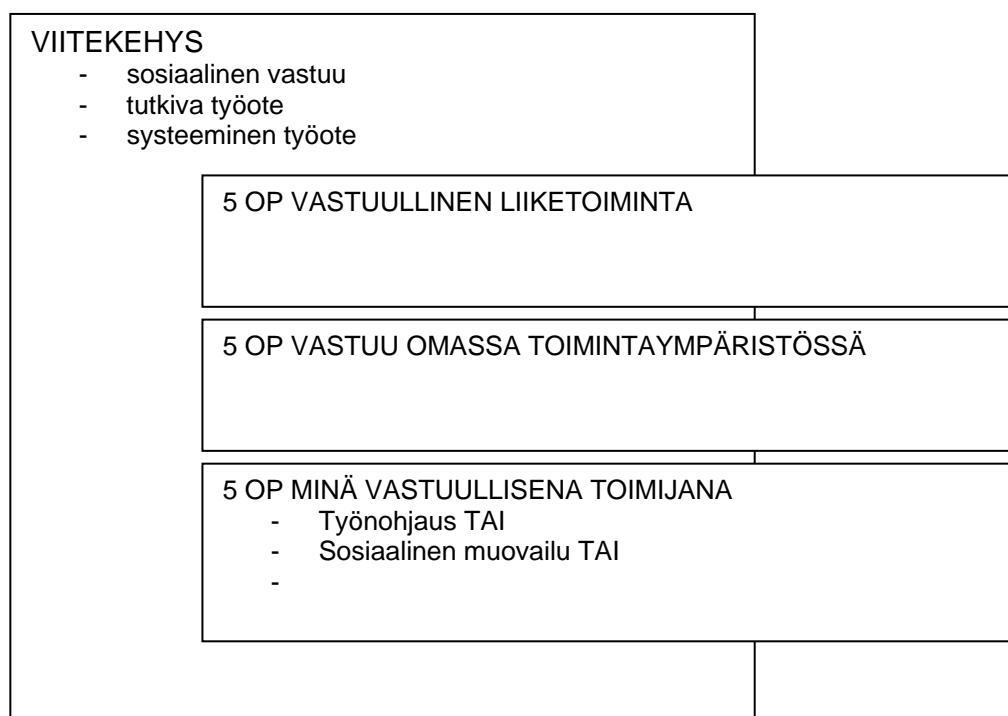 VIITEKEHYS
- sosiaalinen vastuu
- tutkiva työote
- systeeminen työote
5 OP VASTUULLINEN LIIKETOIMINTA
5 OP VASTUU OMASSA TOIMINTAYMPÄRISTÖSSÄ
5 OP MINÄ VASTUULLISENA TOIMIJANA
- Työnohjaus TAI
- Sosiaalinen muovailu TAI
-